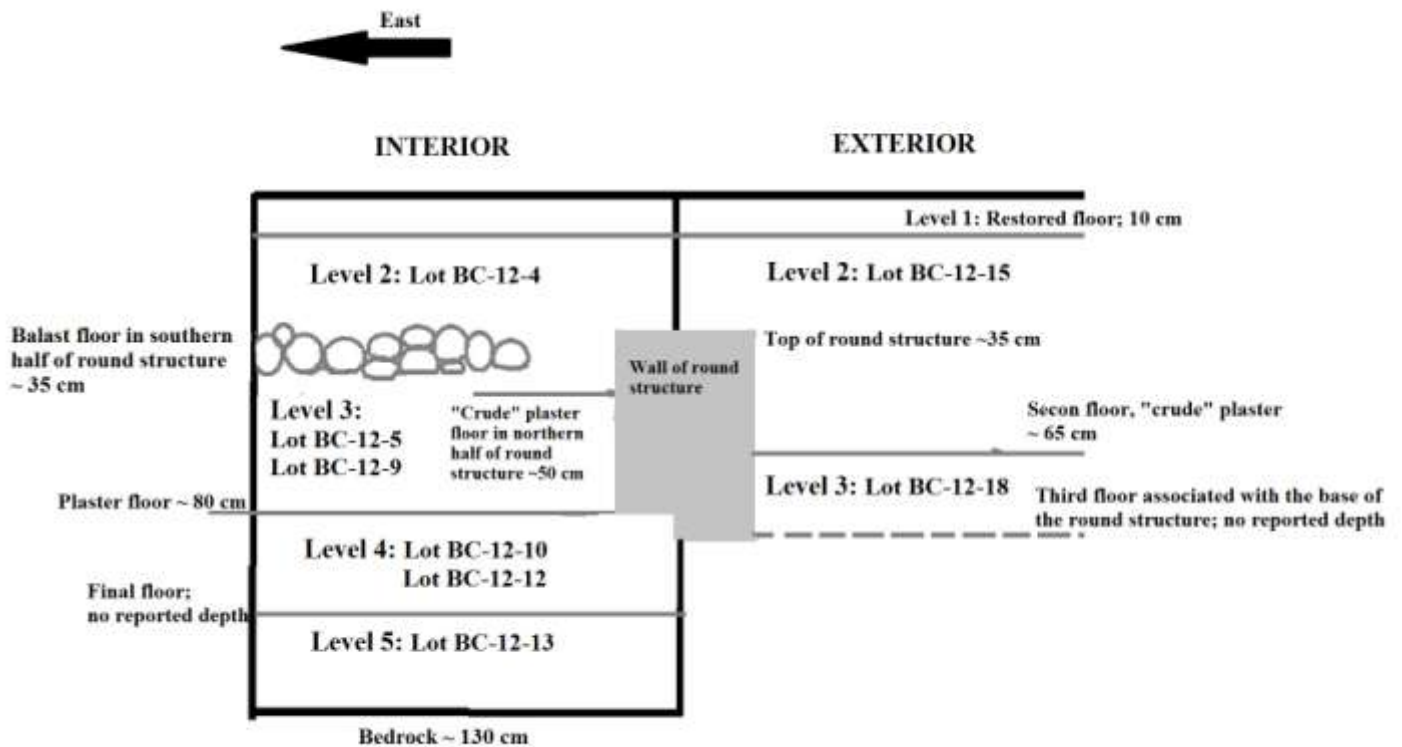 East
INTERIOR
EXTERIOR
Level 1: Restored floor; 10 cm
Level 2: Lot BC-12-4
Level 2: Lot BC-12-15
Balast floor in southern
half of round structure
~ 35 cm
Wall of round
structure
Top of round structure ~35 cm
Level 3:
Lot BC-12-5
Lot BC-12-9
"Crude" plaster
floor in northern
half of round
structure ~50 cm
Secon floor, "crude" plaster
~ 65 cm
Level 3: Lot BC-12-18
Third floor associated with the base of
the round structure; no reported depth
Plaster floor ~ 80 cm
Level 4: Lot BC-12-10
Lot BC-12-12
Final floor;
no reported depth
Level 5: Lot BC-12-13
Bedrock ~ 130 cm